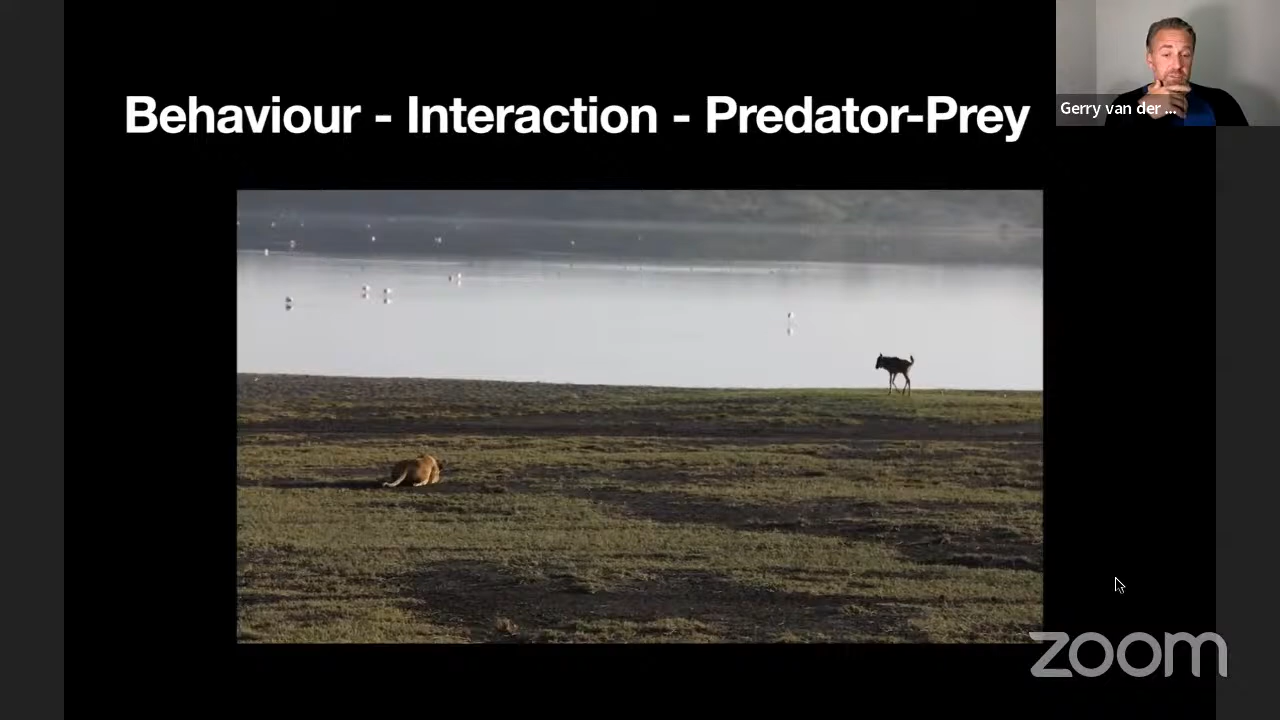 Behaviour - Interaction - Predator-Prey
Gerry van der ...
zoom